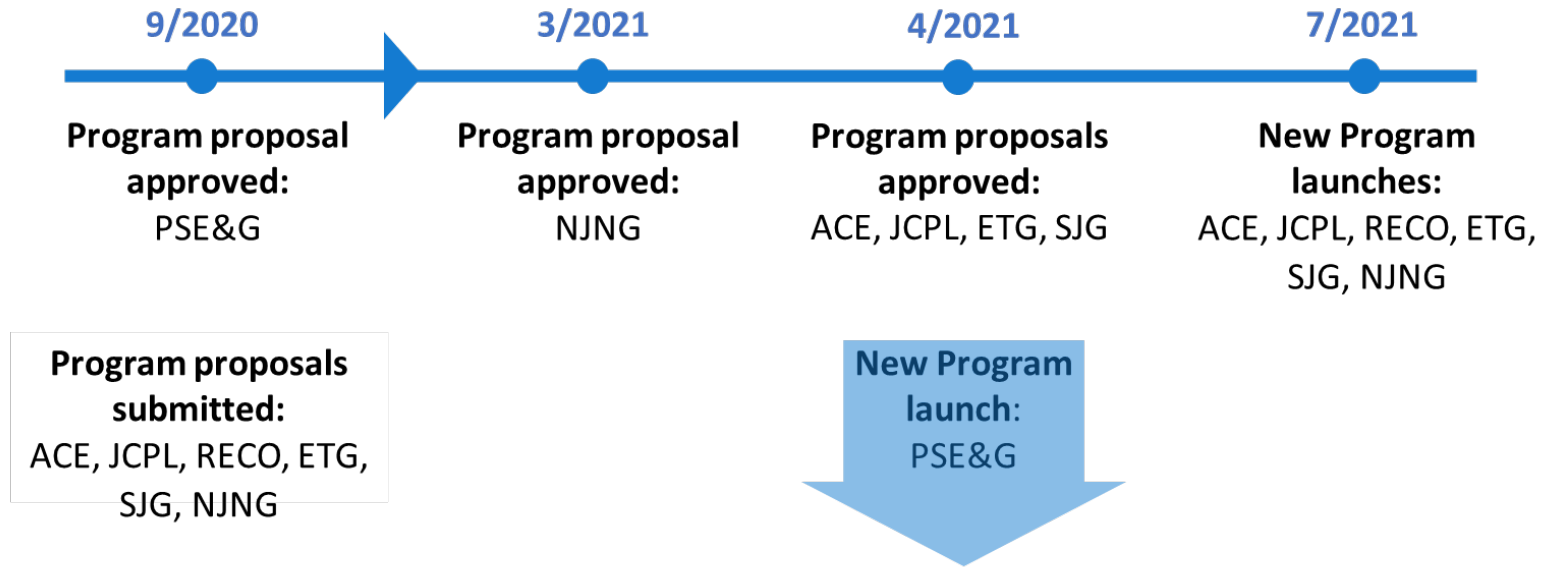 9/2020
Program proposal
approved:
PSE&G
Program proposals
submitted:
ACE, JCPL, RECO, ETG,
SJG, NJNG
3/2021
Program proposal
approved:
NJNG
4/2021
Program proposals
approved:
ACE, JCPL, ETG, SJG
New Program
launch:
PSE&G
7/2021
New Program
launches:
ACE, JCPL, RECO, ETG,
SJG, NJNG